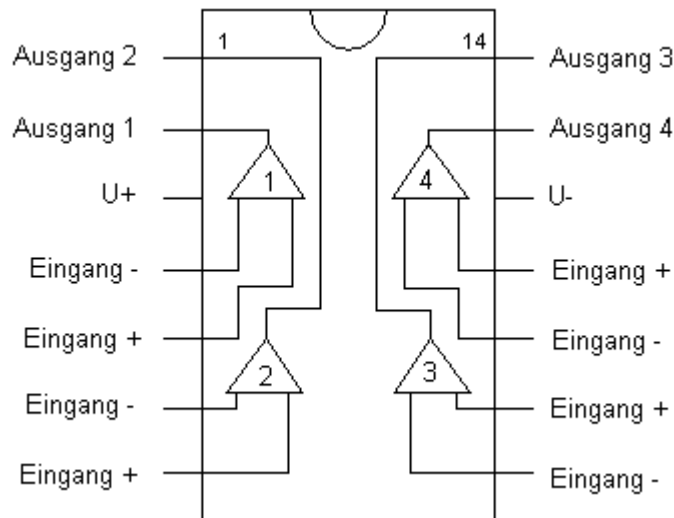 Ausgang 2
1
14
Ausgang 3
Ausgang 1
Ausgang 4
1
4
U+
U-
Eingang -
Eingang +
Eingang +
Eingang -
2
3
Eingang -
Eingang +
Eingang +
Eingang -